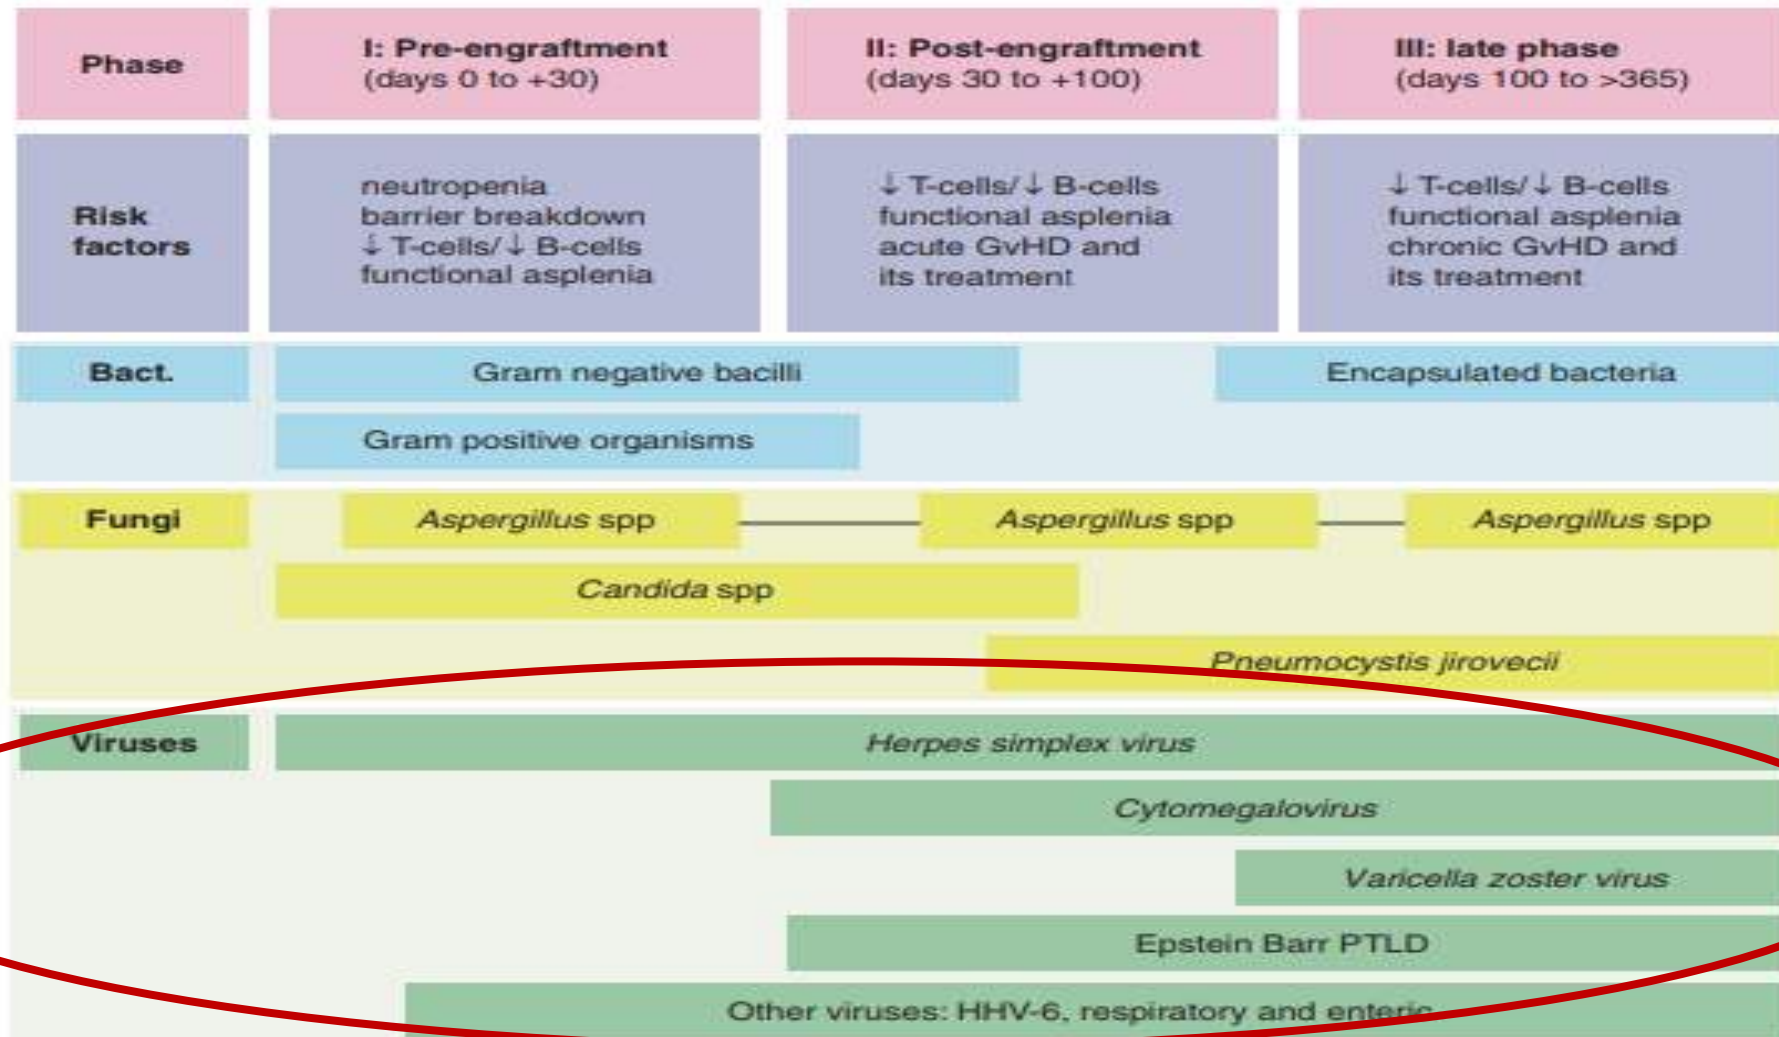 Phase
I: Pre-engraftment
(days 0 to +30)
II: Post-engraftment
(days 30 to +100)
III: late phase
(days 100 to >365)
Risk
factors
neutropenia
barrier breakdown
↓ T-cells/↓ B-cells
functional asplenia
↓ T-cells/↓ B-cells
functional asplenia
acute GvHD and
its treatment
↓ T-cells/↓ B-cells
functional asplenia
chronic GvHD and
its treatment
Bact.
Gram negative bacilli
Encapsulated bacteria
Gram positive organisms
Fungi
Aspergillus spp
Aspergillus spp
Aspergillus spp
Candida spp
Pneumocystis jirovecii
Viruses
Herpes simplex virus
Cytomegalovirus
Varicella zoster virus
Epstein Barr PTLD
Other viruses: HHV-6, respiratory and enteric